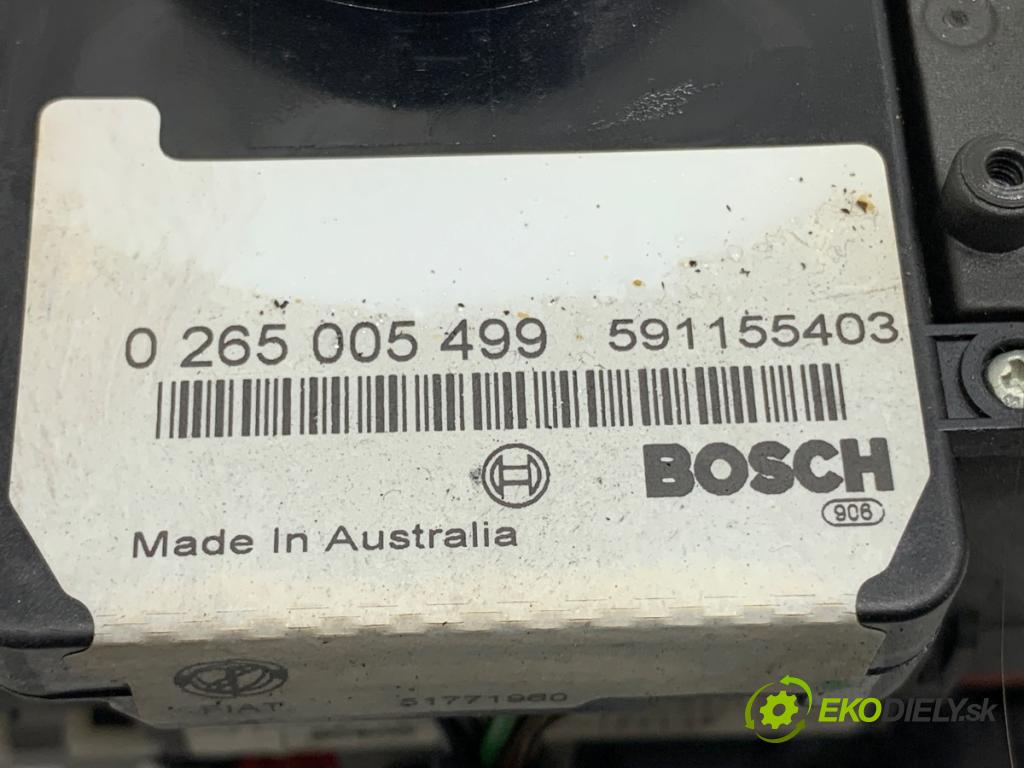 0 265 005 499 591155403
BOSCH
906
Made In Australia
FIAT 51771960
EKODIELY.sk